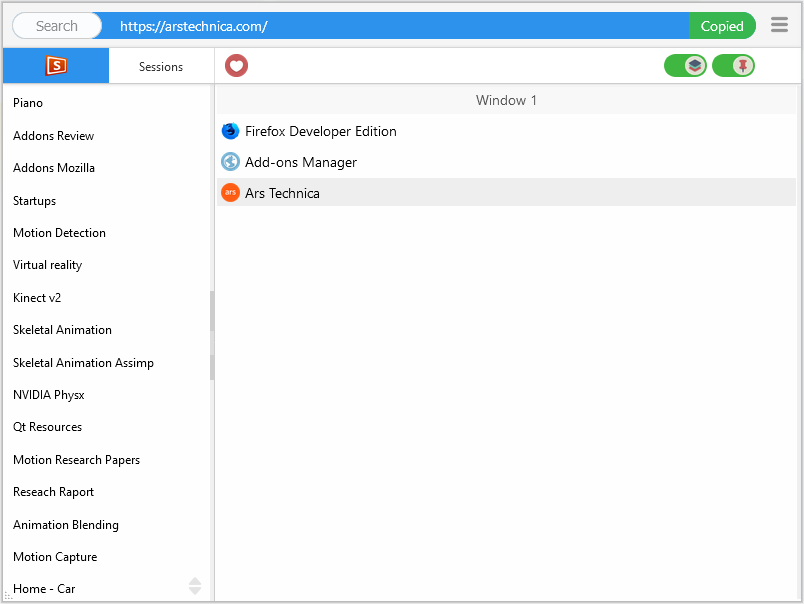 Search
https://arstechnica.com/
Copied
S
Sessions
Piano
Addons Review
Addons Mozilla
Startups
Motion Detection
Virtual reality
Kinect v2
Skeletal Animation
Skeletal Animation Assimp
NVIDIA Physx
Qt Resources
Motion Research Papers
Reseach Raport
Animation Blending
Motion Capture
Home - Car
Window 1
Firefox Developer Edition
Add-ons Manager
ars
Ars Technica